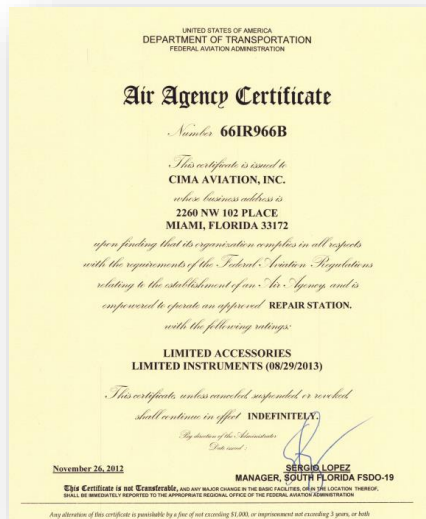 UNITED STATES OF AMERICA
DEPARTMENT OF TRANSPORTATION
FEDERAL AVIATION ADMINISTRATION
Air Agency Certificate
Number 66IR966B
This certificate is issued to
CIMA AVIATION, INC.
whose business address is
2260 NW 102 PLACE
MIAMI, FLORIDA 33172
upon finding that its organization complies in all respects
with the requirements of the Federal Aviation Regulations
relating to the establishment of an Air Agency, and is
empowered to operate an approved REPAIR STATION.
with the following ratings:
LIMITED ACCESSORIES
LIMITED INSTRUMENTS (08/29/2013)
This certificate, unless canceled, suspended, or revoked,
shall continue in effect INDEFINITELY.
By direction of the Administrator
Date issued :
November 26, 2012
SERGIO LOPEZ
MANAGER, SOUTH FLORIDA FSDO-19
This Certificate is not Transferable, AND ANY MAJOR CHANGE IN THE BASIC FACILITIES, OR IN THE LOCATION THEREOF,
SHALL BE IMMEDIATELY REPORTED TO THE APPROPRIATE REGIONAL OFFICE OF THE FEDERAL AVIATION ADMINISTRATION
Any alteration of this certificate is punishable by a fine of not exceeding $1,000, or imprisonment not exceeding 3 years, or both